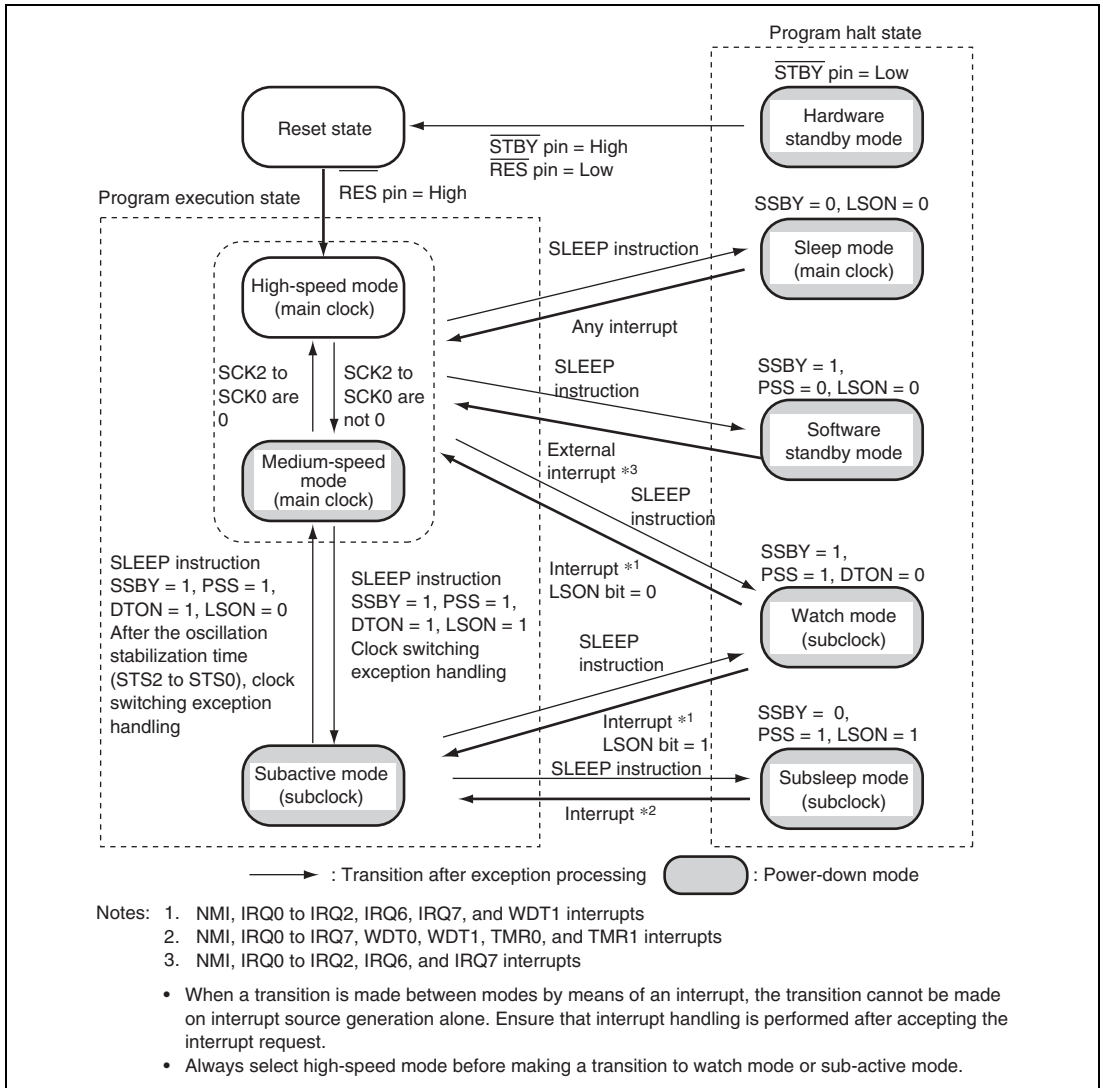 Program halt state
STBY pin = Low
Hardware
standby mode
Reset state
STBY pin = High
RES pin = Low
RES pin = High
Program execution state
SSBY = 0, LSON = 0
Sleep mode
(main clock)
SLEEP instruction
Any interrupt
High-speed mode
(main clock)
SCK2 to
SCK0 are
0
SCK2 to
SCK0 are
not 0
SLEEP
instruction
SSBY = 1,
PSS = 0, LSON = 0
Software
standby mode
External
interrupt *3
Medium-speed
mode
(main clock)
SLEEP
instruction
SSBY = 1,
PSS = 1, DTON = 0
Watch mode
(subclock)
Interrupt *1
LSON bit = 0
SLEEP instruction
SSBY = 1, PSS = 1,
DTON = 1, LSON = 0
After the oscillation
stabilization time
(STS2 to STS0), clock
switching exception
handling
SLEEP instruction
SSBY = 1, PSS = 1,
DTON = 1, LSON = 1
Clock switching
exception handling
SLEEP
instruction
Interrupt *1
LSON bit = 1
SSBY = 0,
PSS = 1, LSON = 1
SLEEP instruction
Subactive mode
(subclock)
Subsleep mode
(subclock)
Interrupt *2
: Transition after exception processing
: Power-down mode
Notes: 1. NMI, IRQ0 to IRQ2, IRQ6, IRQ7, and WDT1 interrupts
2. NMI, IRQ0 to IRQ7, WDT0, WDT1, TMR0, and TMR1 interrupts
3. NMI, IRQ0 to IRQ2, IRQ6, and IRQ7 interrupts
• When a transition is made between modes by means of an interrupt, the transition cannot be made
on interrupt source generation alone. Ensure that interrupt handling is performed after accepting the
interrupt request.
• Always select high-speed mode before making a transition to watch mode or sub-active mode.